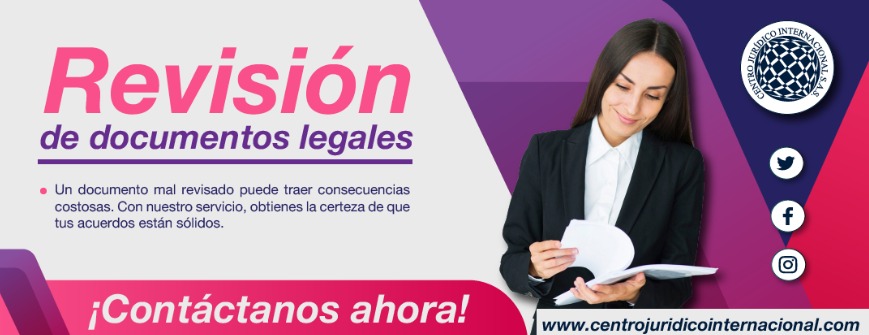 Revisión
de documentos legales
Un documento mal revisado puede traer consecuencias
costosas. Con nuestro servicio, obtienes la certeza de que
tus acuerdos están sólidos.
¡Contáctanos ahora!
CENTRO JURÍDICO INTERNACIONAL S.A.S.
www.centrojuridicointernacional.com